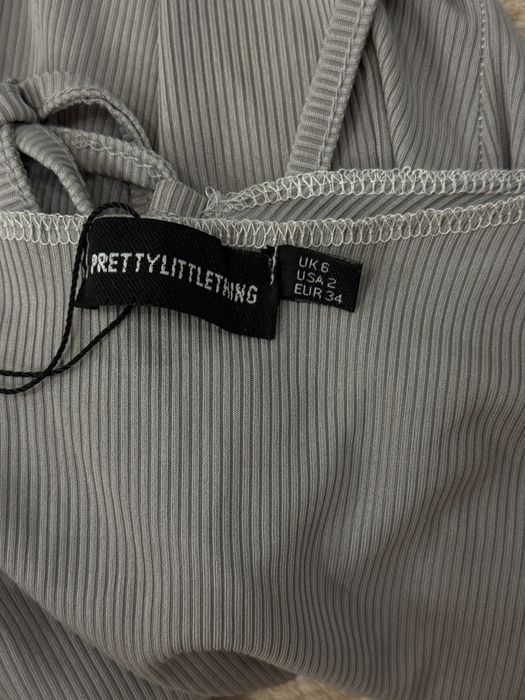 PRETTYLITTLETHING
UK 6
USA 2
EUR 34